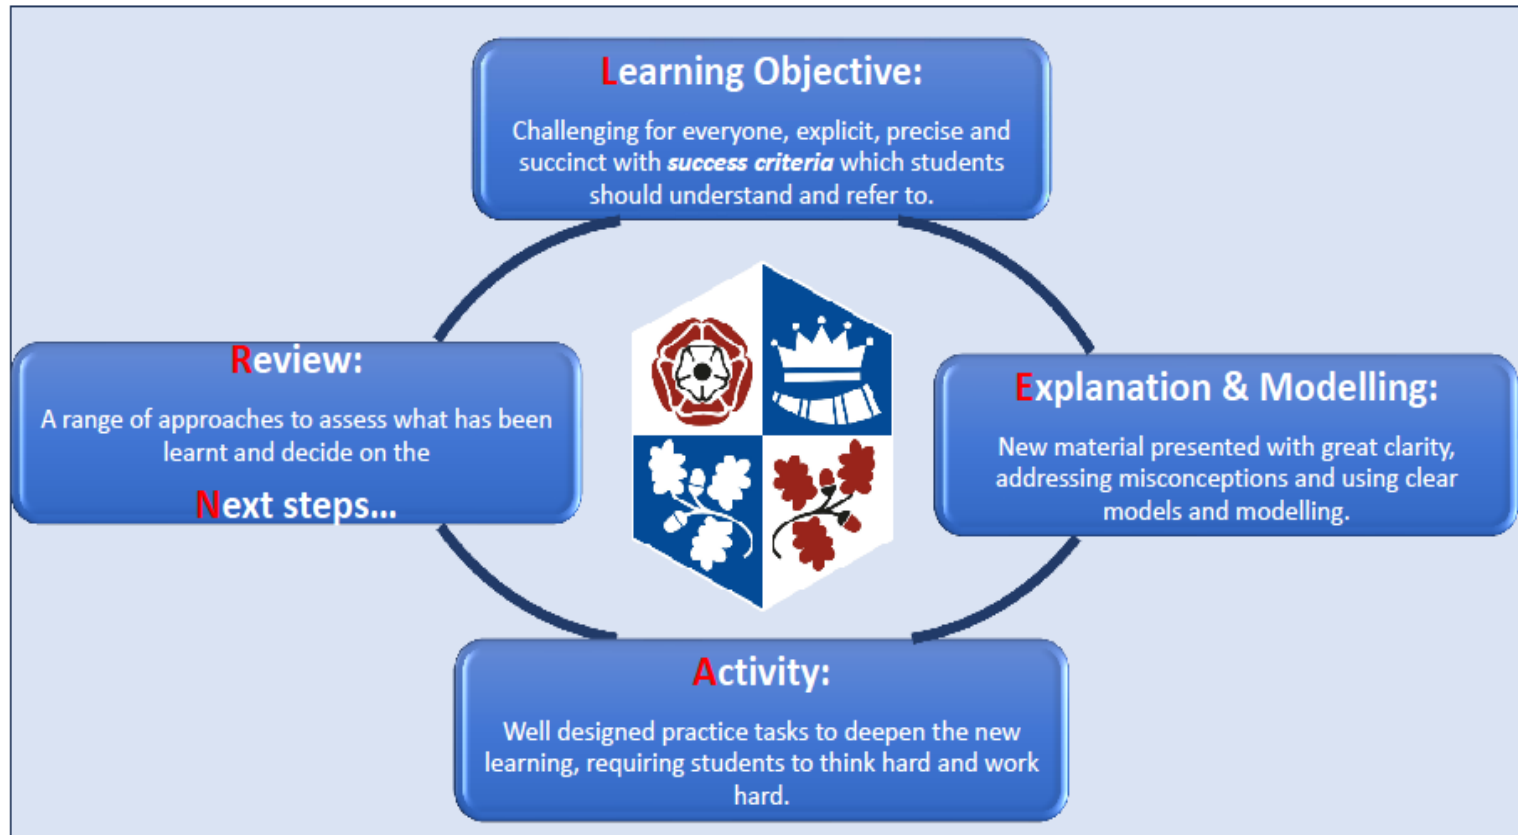 Learning Objective:
Challenging for everyone, explicit, precise and
succinct with success criteria which students
should understand and refer to.
Explanation & Modelling:
New material presented with great clarity,
addressing misconceptions and using clear
models and modelling.
Activity:
Well designed practice tasks to deepen the new
learning, requiring students to think hard and work
hard.
Review:
A range of approaches to assess what has been
learnt and decide on the
Next steps...